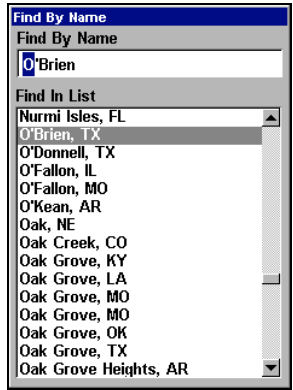 Find By Name
Find By Name
O'Brien
Find In List
Nurmi Isles, FL
O'Brien, TX
O'Donnell, TX
O'Fallon, IL
O'Fallon, MO
O'Kean, AR
Oak, NE
Oak Creek, CO
Oak Grove, KY
Oak Grove, LA
Oak Grove, MO
Oak Grove, MO
Oak Grove, OK
Oak Grove, TX
Oak Grove Heights, AR